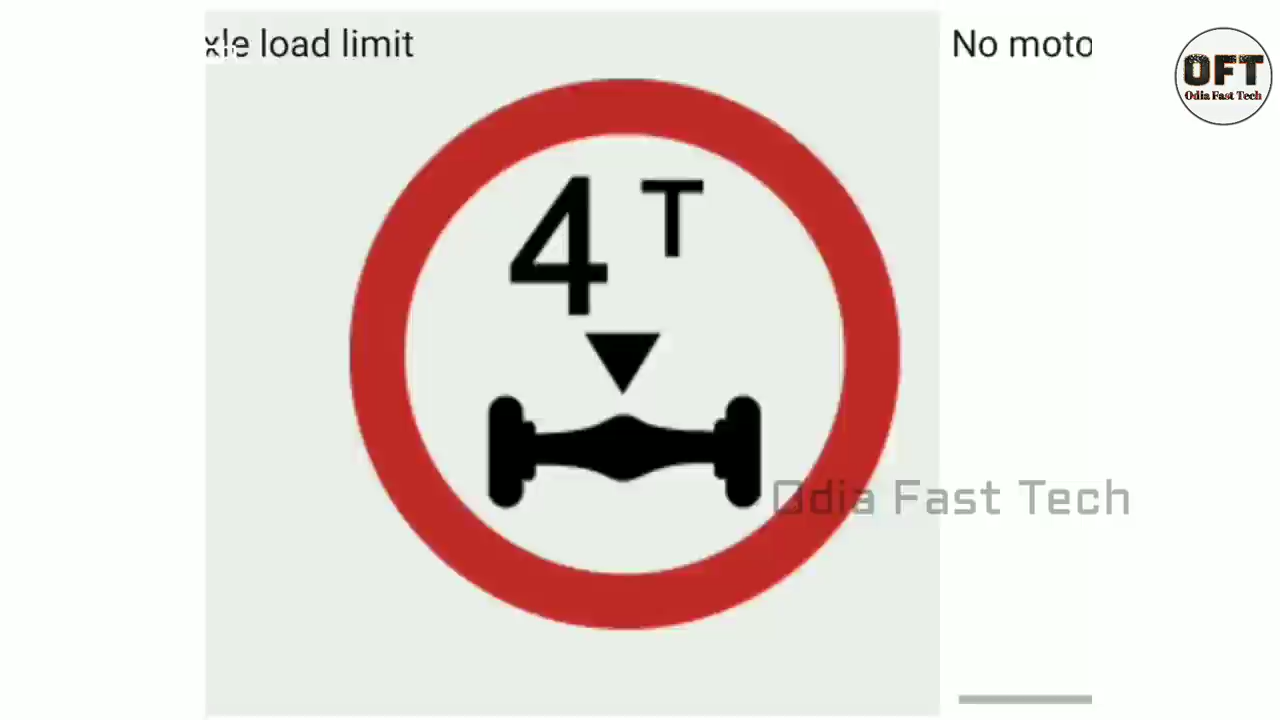 xle load limit
No moto
OFT
Odia Fast Tech
4 T
Odia Fast Tech